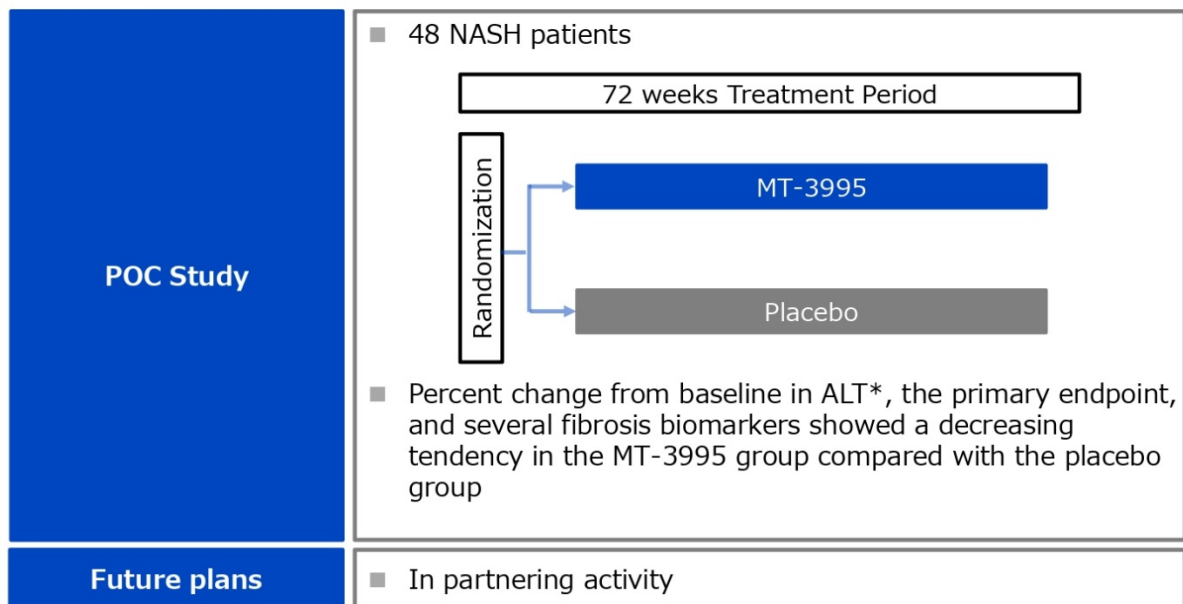 POC Study
48 NASH patients
72 weeks Treatment Period
Randomization
MT-3995
Placebo
Percent change from baseline in ALT*, the primary endpoint,
and several fibrosis biomarkers showed a decreasing
tendency in the MT-3995 group compared with the placebo
group
Future plans
In partnering activity